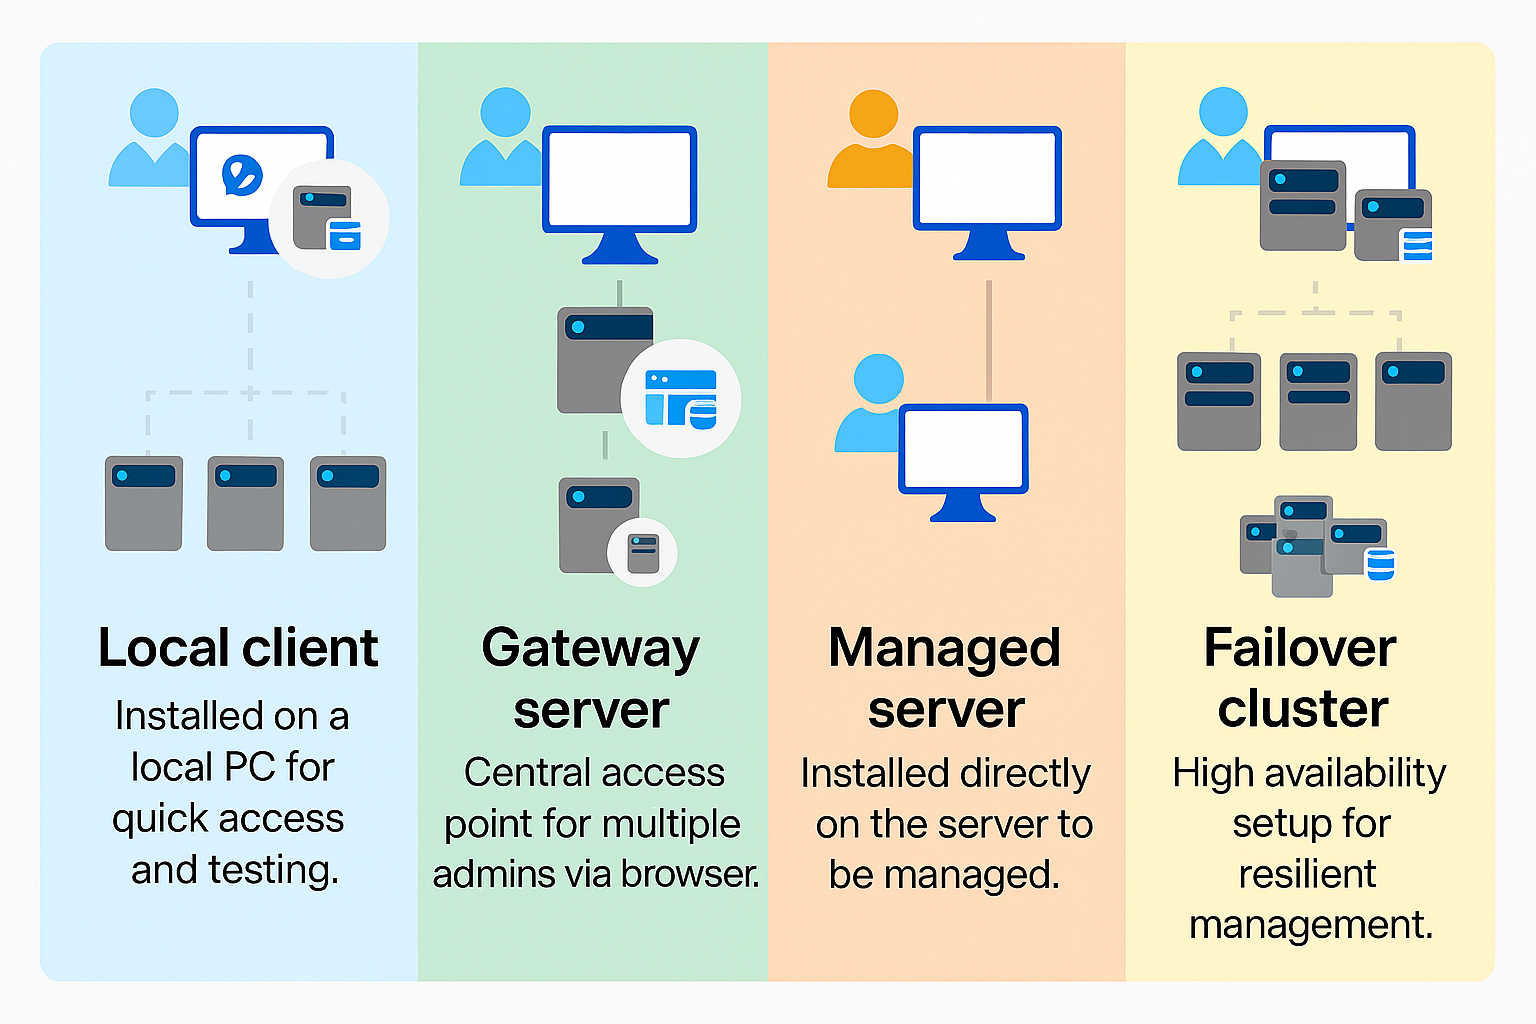 Local client
Installed on a
local PC for
quick access
and testing.
Gateway
server
Central access
point for multiple
admins via browser.
Managed
server
Installed directly
on the server to
be managed.
Failover
cluster
High availability
setup for
resilient
management.